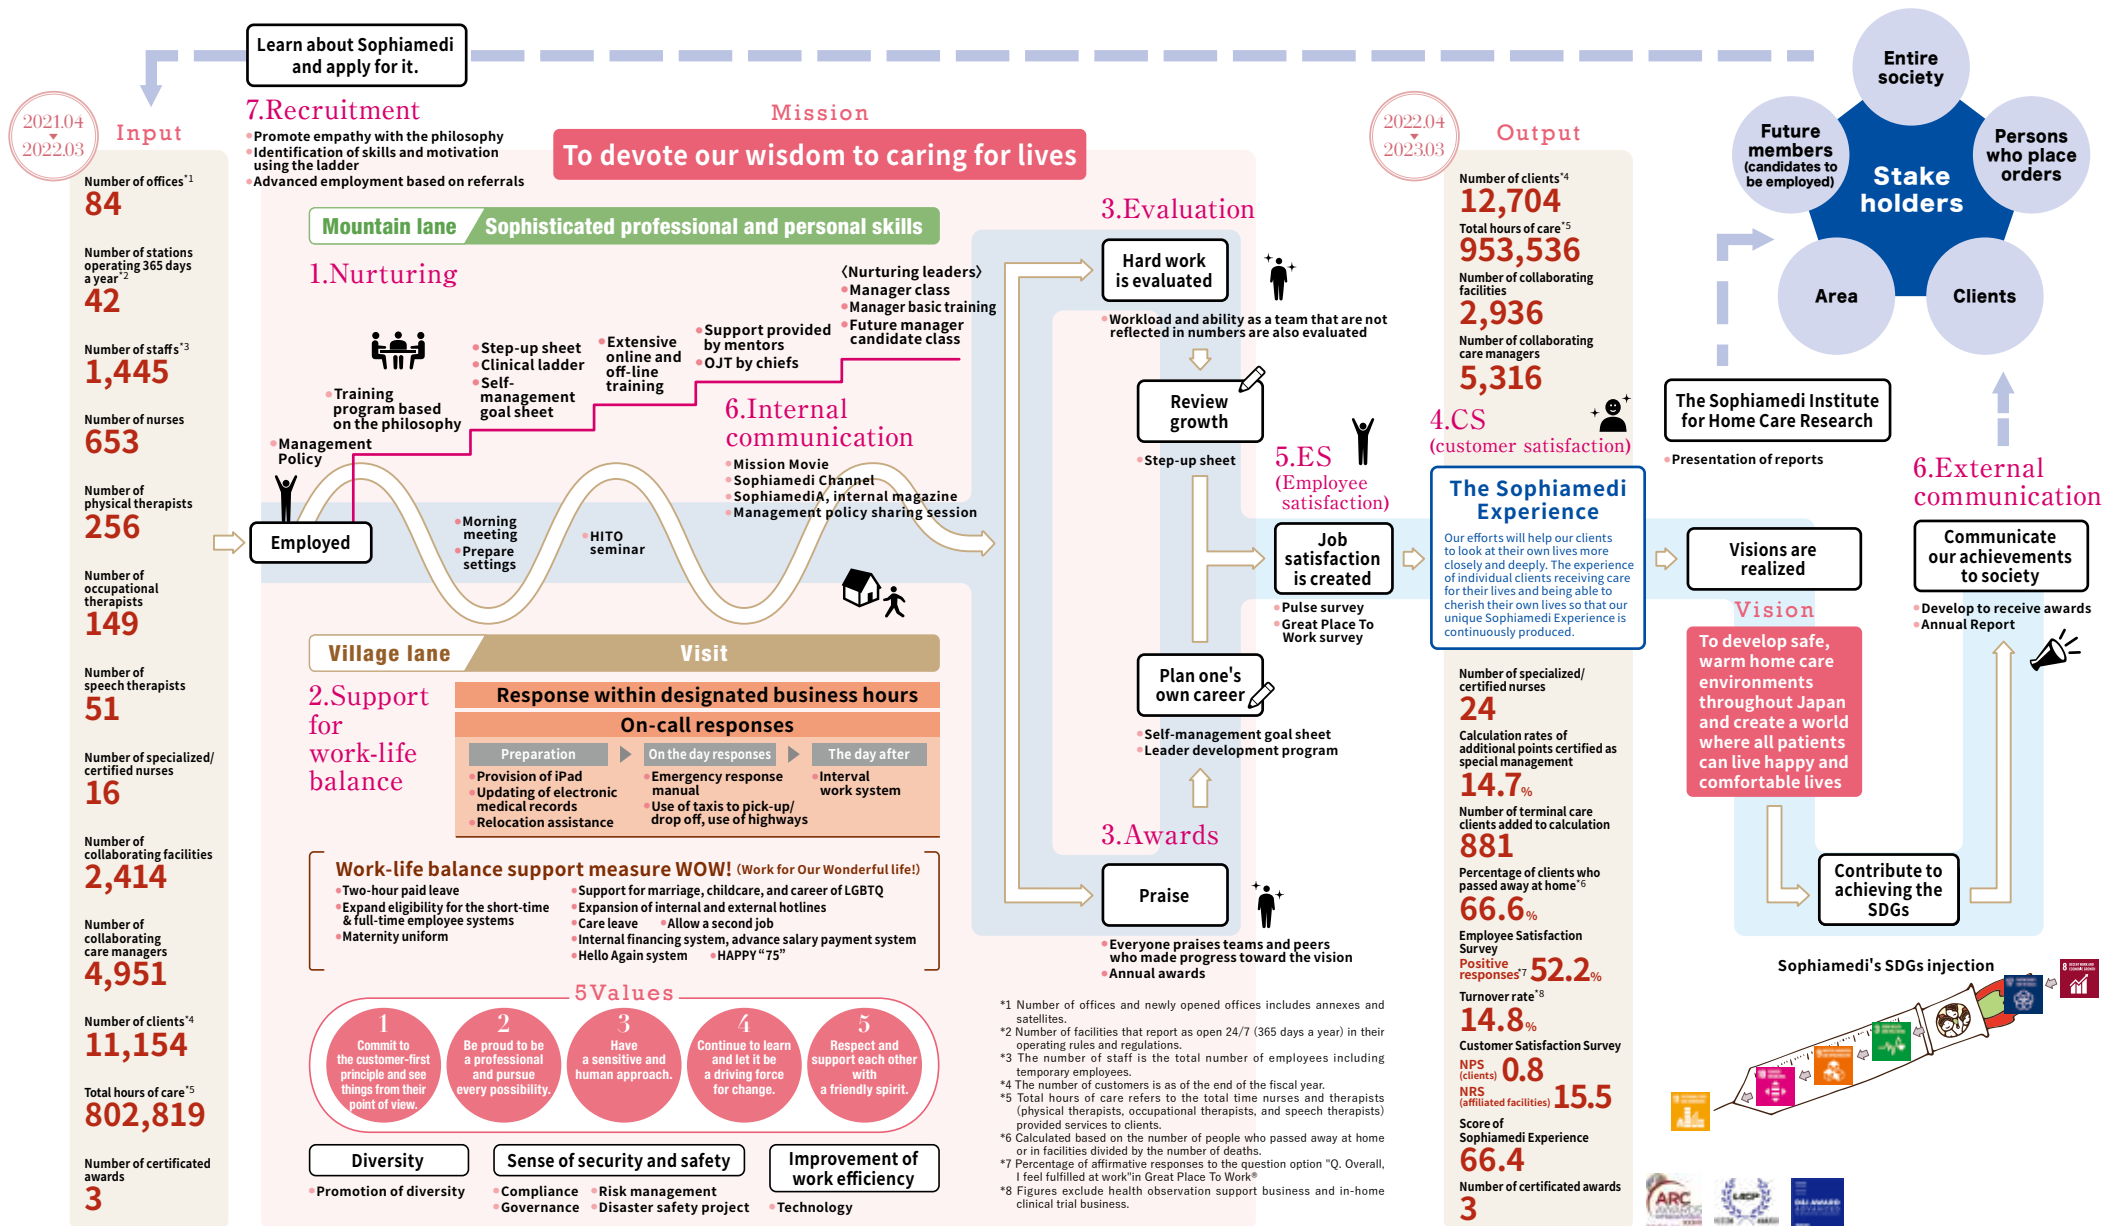 Learn about Sophiamedi
and apply for it.
2021.04
2022.03
Input
Number of offices*1
84
Number of stations
operating 365 days
a year*2
42
Number of staffs*3
1,445
Number of nurses
653
Number of
physical therapists
256
Number of
occupational
therapists
149
Number of
speech therapists
51
Number of specialized/
certified nurses
16
Number of
collaborating facilities
2,414
Number of
collaborating
care managers
4,951
Number of clients*4
11,154
Total hours of care*5
802,819
Number of certificated
awards
3
7.Recruitment
•Promote empathy with the philosophy
•Identification of skills and motivation
using the ladder
•Advanced employment based on referrals
Mission
To devote our wisdom to caring for lives
Mountain lane
Sophisticated professional and personal skills
1.Nurturing
•Management
Policy
•Training
program based
on the philosophy
•Step-up sheet
•Clinical ladder
•Self-
management
goal sheet
•Extensive
online and
off-line
training
•Support provided
by mentors
•OJT by chiefs
〈Nurturing leaders〉
•Manager class
•Manager basic training
•Future manager
candidate class
6.Internal
communication
•Mission Movie
•Sophiamedi Channel
•SophiamediA, internal magazine
•Management policy sharing session
Employed
•Morning
meeting
•Prepare
settings
•HITO
seminar
Village lane
Visit
2.Support
for
work-life
balance
Response within designated business hours
On-call responses
Preparation
On the day responses
The day after
•Provision of iPad
•Updating of electronic
medical records
•Relocation assistance
•Emergency response
manual
•Use of taxis to pick-up/
drop off, use of highways
•Interval
work system
Work-life balance support measure WOW! (Work for Our Wonderful life!)
•Two-hour paid leave
•Expand eligibility for the short-time
& full-time employee systems
•Maternity uniform
•Support for marriage, childcare, and career of LGBTQ
•Expansion of internal and external hotlines
•Care leave •Allow a second job
•Internal financing system, advance salary payment system
•Hello Again system •HAPPY “75”
5Values
1
Commit to
the customer-first
principle and see
things from their
point of view.
2
Be proud to be
a professional
and pursue
every possibility.
3
Have
a sensitive and
human approach.
4
Continue to learn
and let it be
a driving force
for change.
5
Respect and
support each other
with
a friendly spirit.
Diversity
•Promotion of diversity
Sense of security and safety
•Compliance •Risk management
•Governance •Disaster safety project
Improvement of
work efficiency
•Technology
3.Evaluation
Hard work
is evaluated
•Workload and ability as a team that are not
reflected in numbers are also evaluated
Review
growth
•Step-up sheet
Plan one's
own career
•Self-management goal sheet
•Leader development program
3.Awards
Praise
•Everyone praises teams and peers
who made progress toward the vision
•Annual awards
5.ES
(Employee
satisfaction)
Job
satisfaction
is created
•Pulse survey
•Great Place To
Work survey
*1 Number of offices and newly opened offices includes annexes and
satellites.
*2 Number of facilities that report as open 24/7 (365 days a year) in their
operating rules and regulations.
*3 The number of staff is the total number of employees including
temporary employees.
*4 The number of customers is as of the end of the fiscal year.
*5 Total hours of care refers to the total time nurses and therapists
(physical therapists, occupational therapists, and speech therapists)
provided services to clients.
*6 Calculated based on the number of people who passed away at home
or in facilities divided by the number of deaths.
*7 Percentage of affirmative responses to the question option "Q. Overall,
I feel fulfilled at work"in Great Place To Work®
*8 Figures exclude health observation support business and in-home
clinical trial business.
2022.04
2023.03
Output
Number of clients*4
12,704
Total hours of care*5
953,536
Number of collaborating
facilities
2,936
Number of collaborating
care managers
5,316
4.CS
(customer satisfaction)
The Sophiamedi
Experience
Our efforts will help our clients
to look at their own lives more
closely and deeply. The experience
of individual clients receiving care
for their lives and being able to
cherish their own lives so that our
unique Sophiamedi Experience is
continuously produced.
Number of specialized/
certified nurses
24
Calculation rates of
additional points certified as
special management
14.7%
Number of terminal care
clients added to calculation
881
Percentage of clients who
passed away at home*6
66.6%
Employee Satisfaction
Survey
Positive
responses*7 52.2%
Turnover rate*8
14.8%
Customer Satisfaction Survey
NPS
(clients) 0.8
NRS
(affiliated facilities) 15.5
Score of
Sophiamedi Experience
66.4
Number of certificated awards
3
Entire
society
Future
members
(candidates to
be employed)
Persons
who place
orders
Stake
holders
Area
Clients
The Sophiamedi Institute
for Home Care Research
•Presentation of reports
6.External
communication
Communicate
our achievements
to society
•Develop to receive awards
•Annual Report
Visions are
realized
Vision
To develop safe,
warm home care
environments
throughout Japan
and create a world
where all patients
can live happy and
comfortable lives
Contribute to
achieving the
SDGs
Sophiamedi's SDGs injection
ARC
AWARDS
LACP